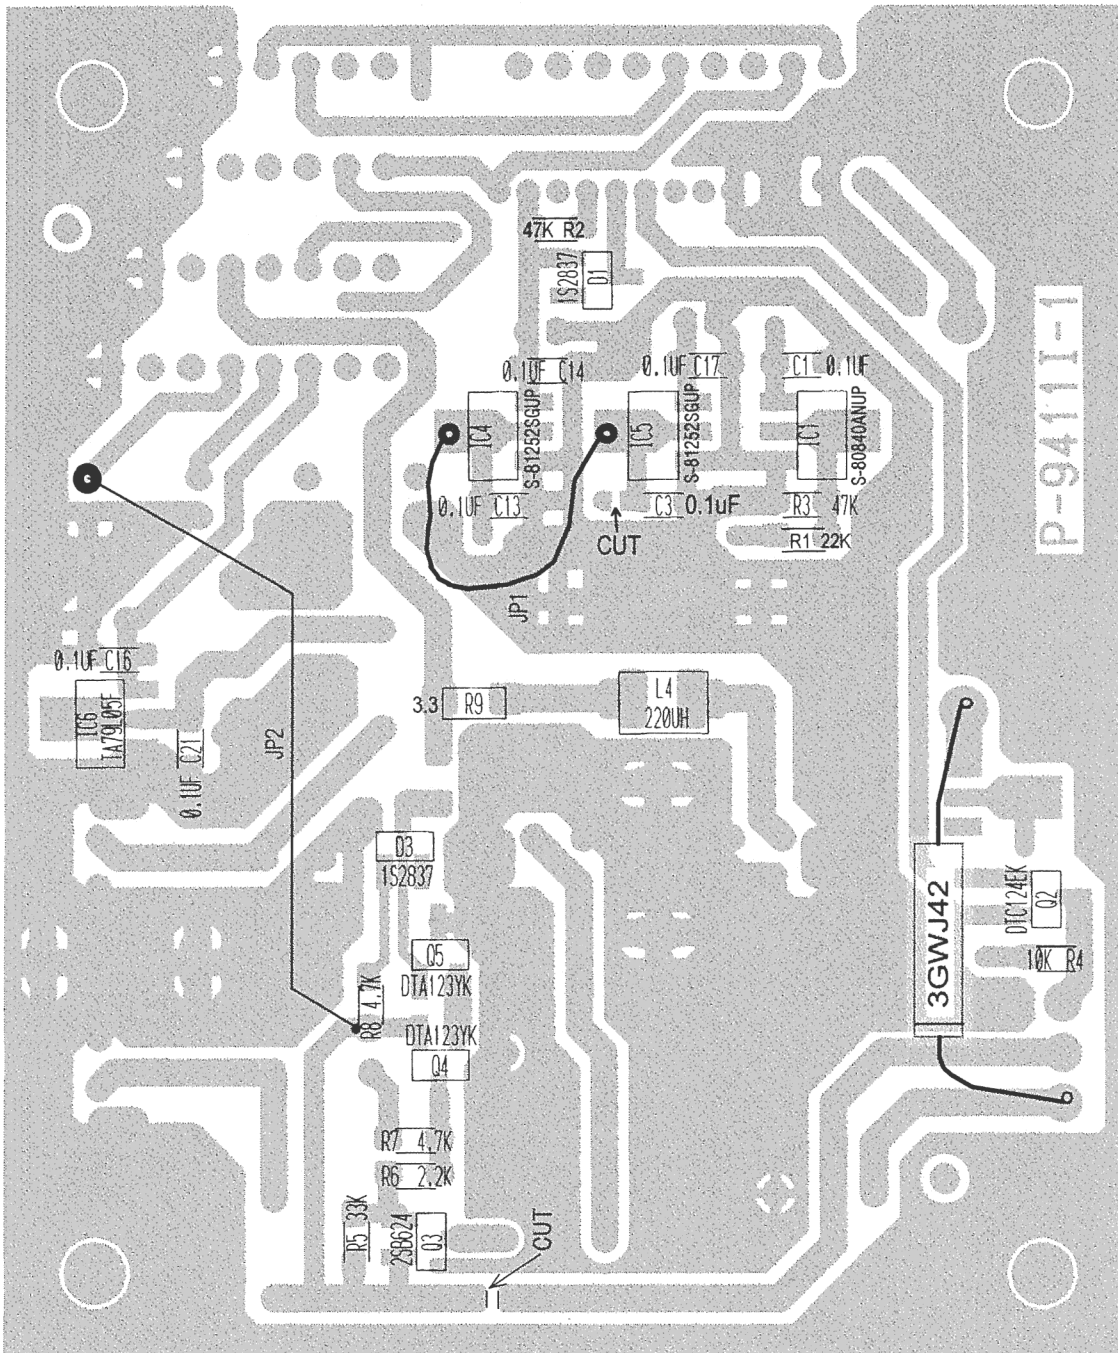 47K R2
1S2837
D1
0.1UF C14
0.1UF C17
C1 0.1UF
IC4
S-81252SGUP
IC5
S-81252SGUP
IC1
S-80840ANUP
P-9411I-1
0.1UF C13
C3 0.1uF
R3 47K
CUT
R1 22K
JP1
0.1UF C16
IC6
TA79L05F
3.3 R9
L4
220UH
JP2
0.1UF C21
D3
1S2837
3GWJ42
DTC124EK
Q2
Q5
DTA123YK
10K R4
R8 4.7K
DTA123YK
Q4
R7 4.7K
R6 2.2K
R5 33K
2SB624
Q3
CUT